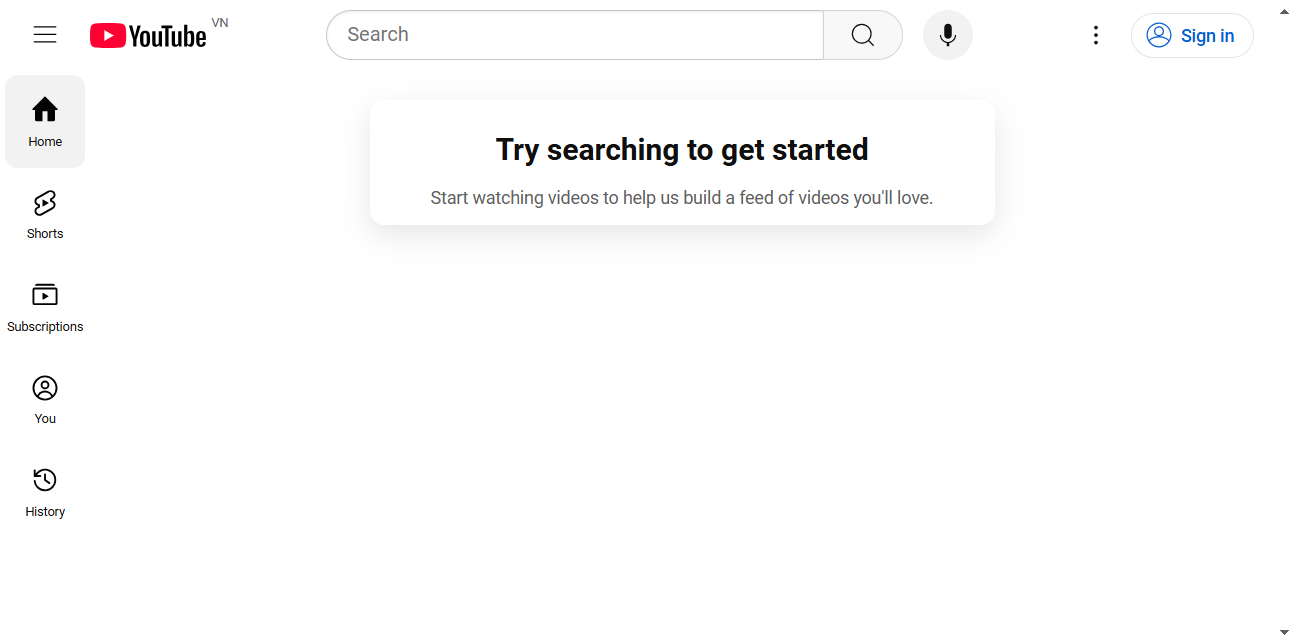 YouTube VN
Search
Sign in
Home
Try searching to get started
Start watching videos to help us build a feed of videos you'll love.
Shorts
Subscriptions
You
History